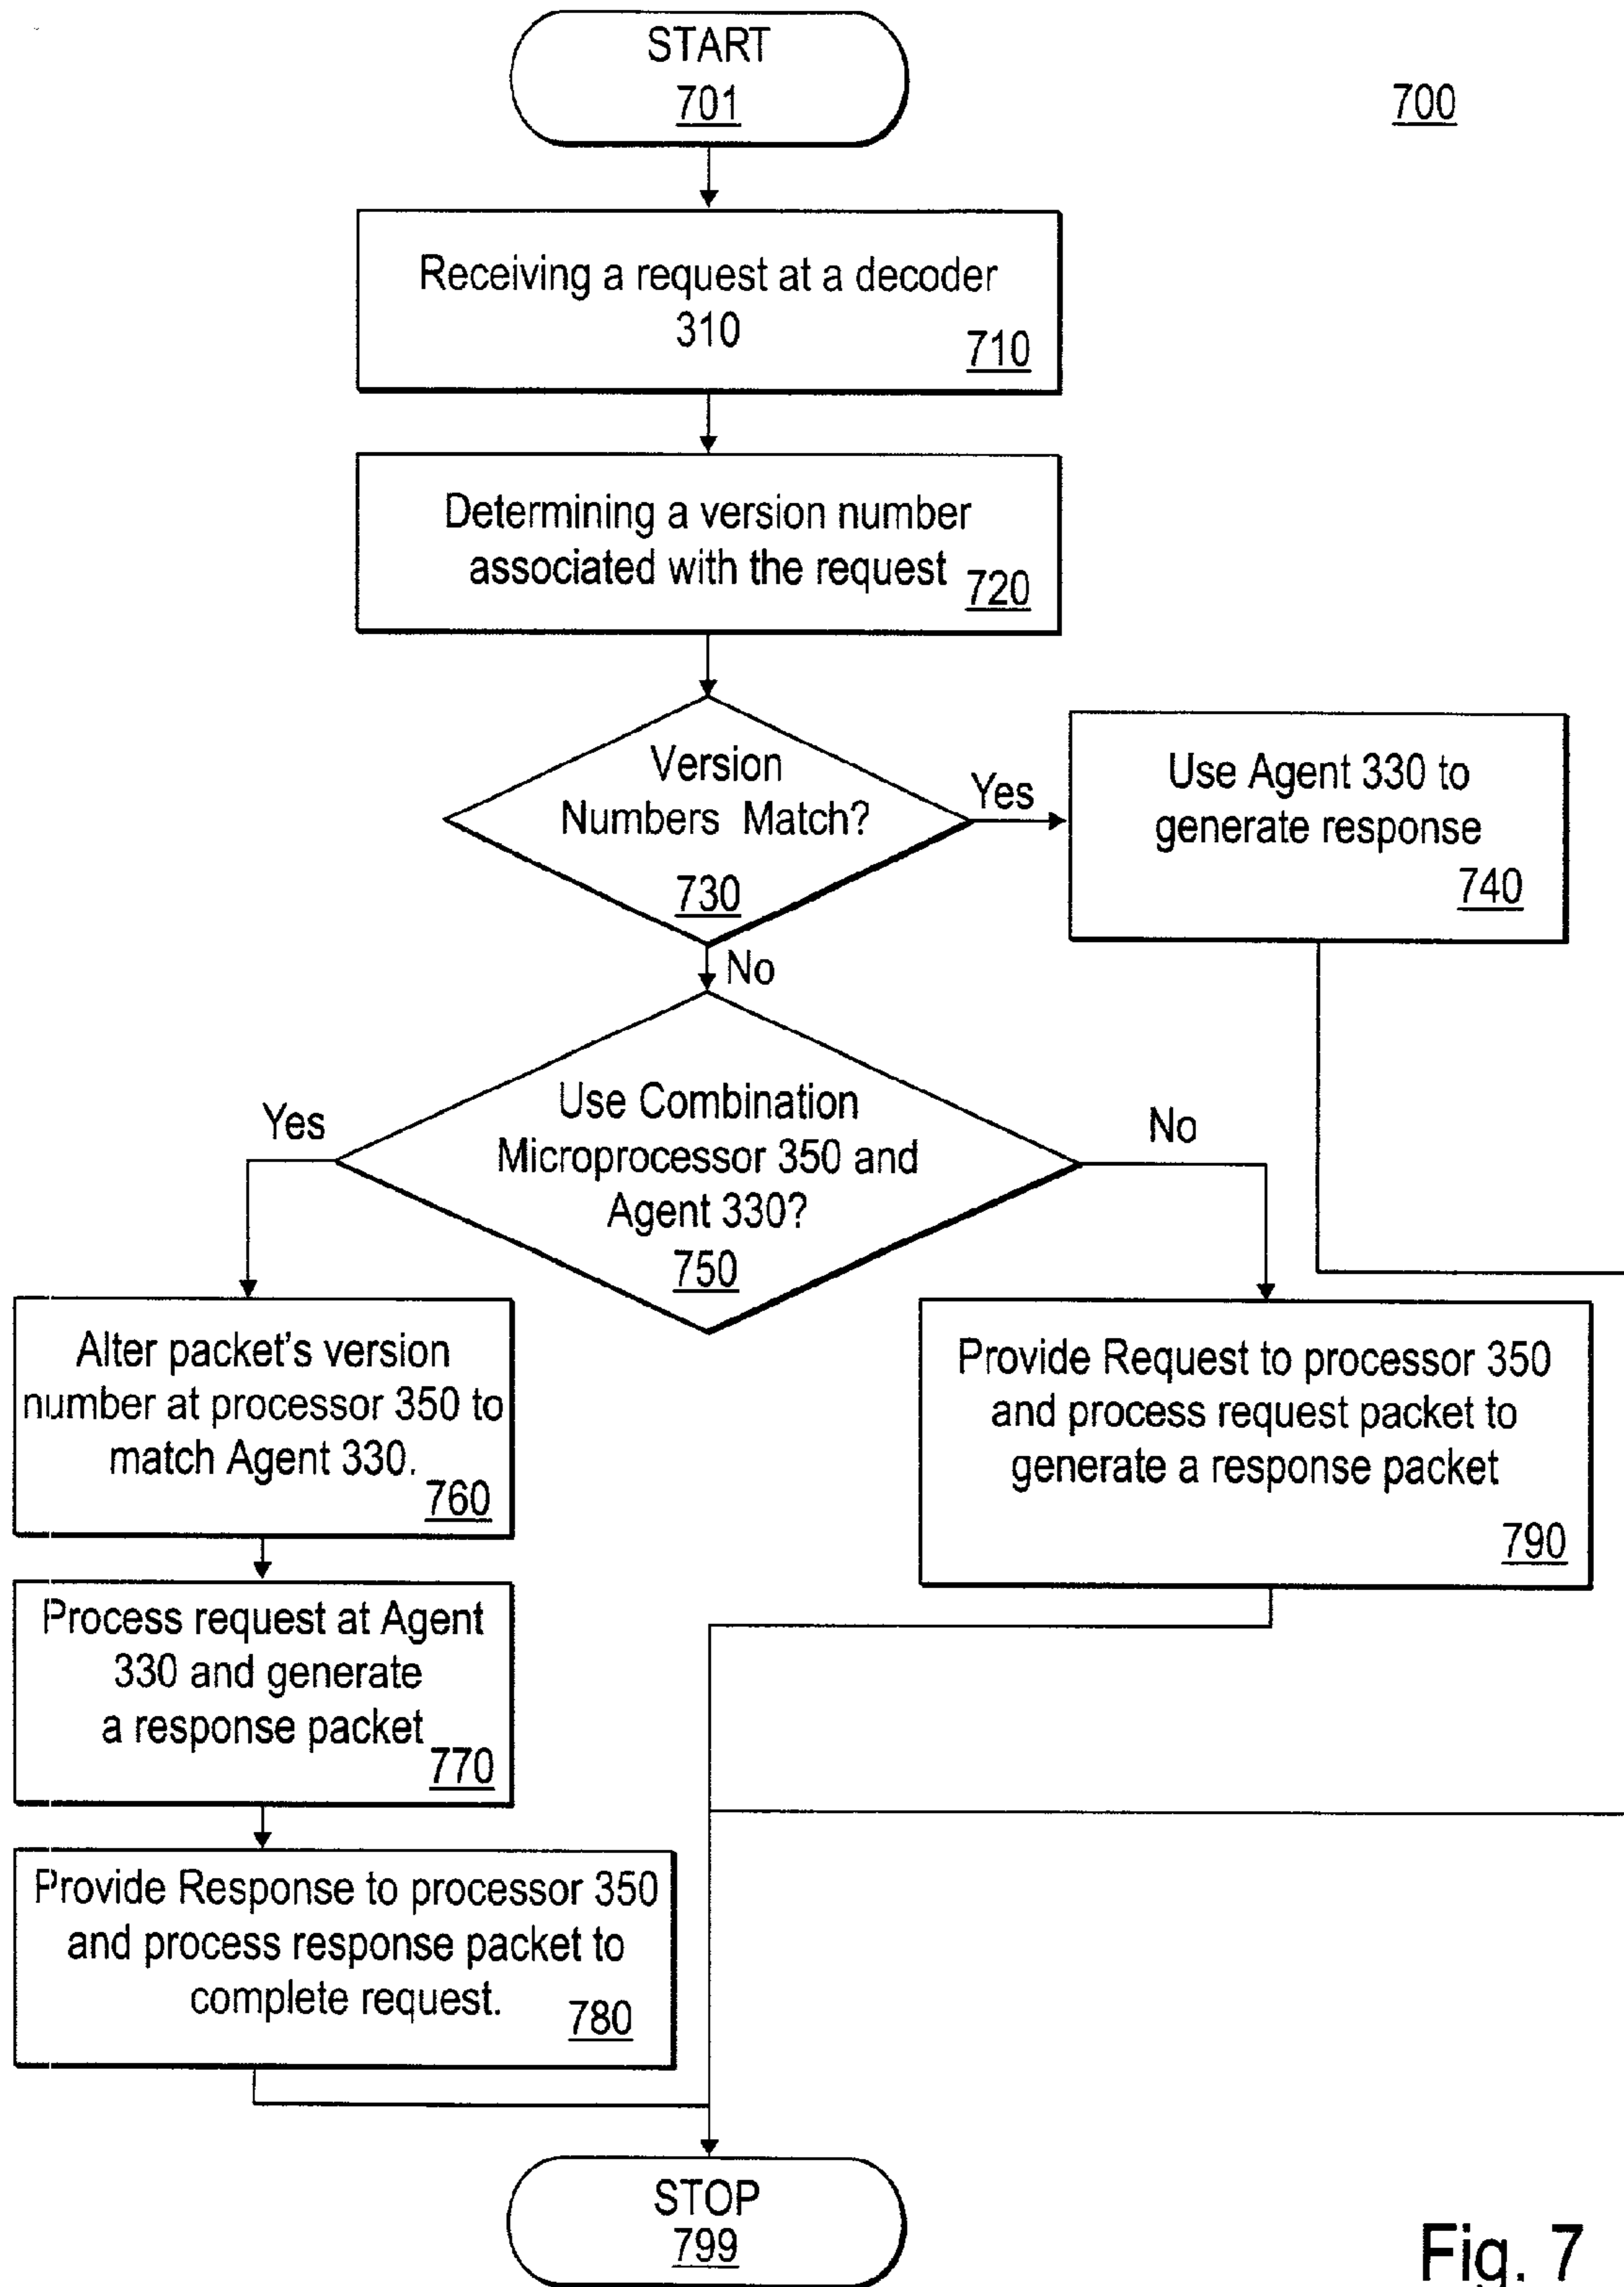 START
701
700
Receiving a request at a decoder
310
710
Determining a version number
associated with the request
720
Version
Numbers Match?
730
Yes
Use Agent 330 to
generate response
740
No
Use Combination
Microprocessor 350 and
Agent 330?
750
Yes
No
Alter packet's version
number at processor 350 to
match Agent 330.
760
Provide Request to processor 350
and process request packet to
generate a response packet
790
Process request at Agent
330 and generate
a response packet
770
Provide Response to processor 350
and process response packet to
complete request.
780
STOP
799
Fig. 7